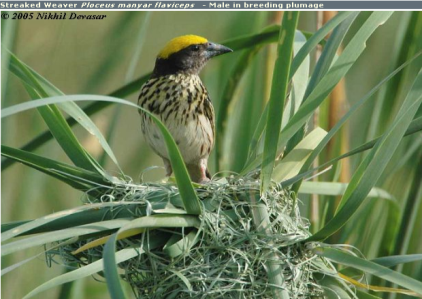 Streaked Weaver Ploceus manyar flaviceps - Male in breeding plumage
© 2005 Nikhil Devasar